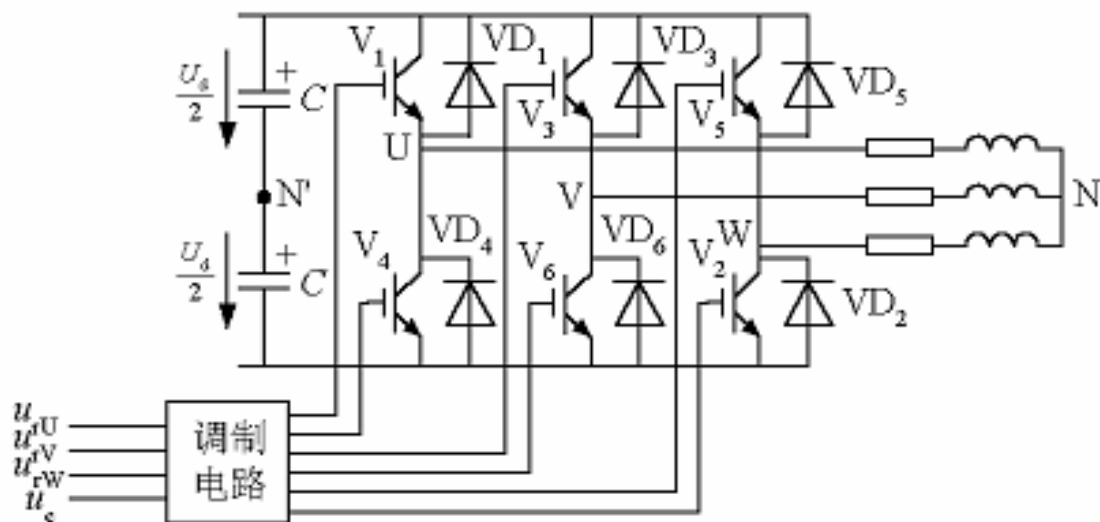 V1
VD1
VD3
Ud/2
+
C
V3
V5
VD5
U
N'
V
N
W
V4
VD4
V6
VD6
V2
Ud/2
+
C
VD2
urU
urV
urW
uc
调制
电路